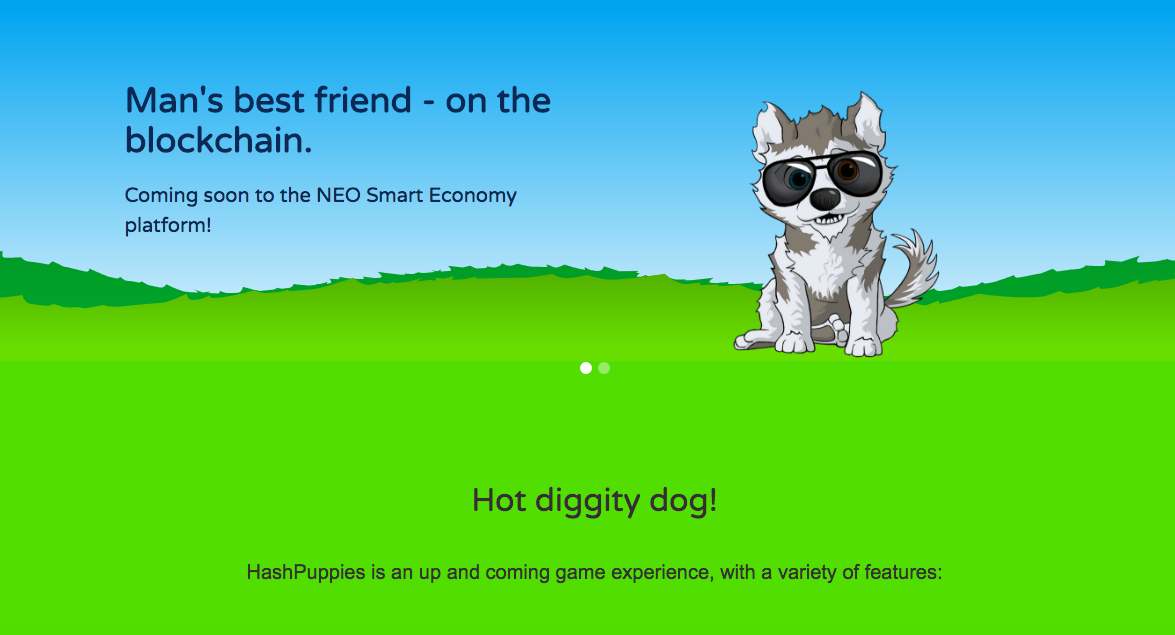 Man's best friend - on the
blockchain.
Coming soon to the NEO Smart Economy
platform!
Hot diggity dog!
HashPuppies is an up and coming game experience, with a variety of features: